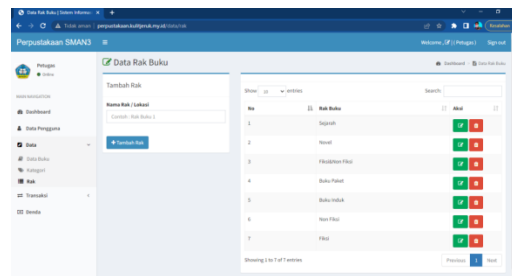 Data Rak Buku | Sistem Informasi
Tidak aman | perpustakaan.kulitjeruk.my.id/data/rak
Perpustakaan SMAN3
Welcome, (Petugas)
Sign out
Petugas
Online
MAIN NAVIGATION
Dashboard
Data Pengguna
Data
Data Buku
Kategori
Rak
Transaksi
Denda
Data Rak Buku
Dashboard
Data Rak Buku
Tambah Rak
Nama Rak / Lokasi
Contoh : Rak Buku 1
+ Tambah Rak
Show 10 entries
Search:
No Rak Buku Aksi
1 Sejarah
2 Novel
3 Fiksi&Non Fiksi
4 Buku Paket
5 Buku Induk
6 Non Fiksi
7 Fiksi
Showing 1 to 7 of 7 entries
Previous 1 Next